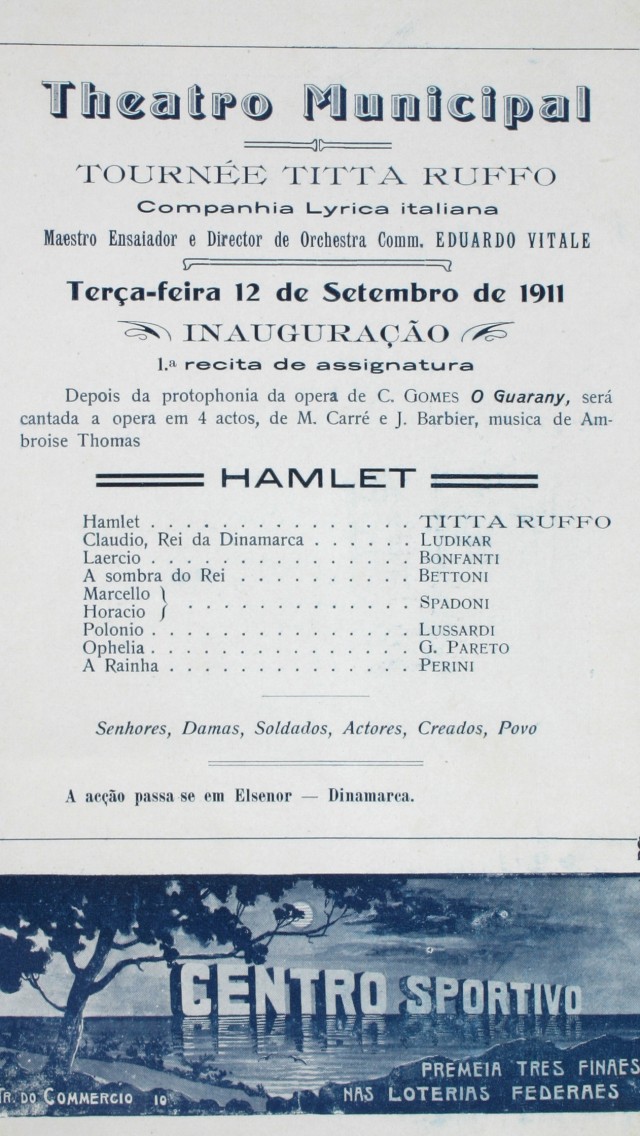 Theatro Municipal
TOURNÉE TITTA RUFFO
Companhia Lyrica italiana
Maestro Ensaiador e Director de Orchestra Comm. EDUARDO VITALE
Terça-feira 12 de Setembro de 1911
INAUGURAÇÃO
1.ª recita de assignatura
Depois da protophonia da opera de C. GOMES O Guarany, será
cantada a opera em 4 actos, de M. Carré e J. Barbier, musica de Am-
broise Thomas
HAMLET
Hamlet . . . . . . . . . . . . . . . TITTA RUFFO
Claudio, Rei da Dinamarca . . . . . . LUDIKAR
Laercio . . . . . . . . . . . . . . . BONFANTI
A sombra do Rei . . . . . . . . . . BETTONI
Marcello }
Horacio } . . . . . . . . . . . . . SPADONI
Polonio . . . . . . . . . . . . . . . LUSSARDI
Ophelia . . . . . . . . . . . . . . . G. PARETO
A Rainha . . . . . . . . . . . . . . PERINI
Senhores, Damas, Soldados, Actores, Creados, Povo
A acção passa-se em Elsenor — Dinamarca.
CENTRO SPORTIVO
PREMEIA TRES FINAES
TR. DO COMMERCIO 10 NAS LOTERIAS FEDERAES